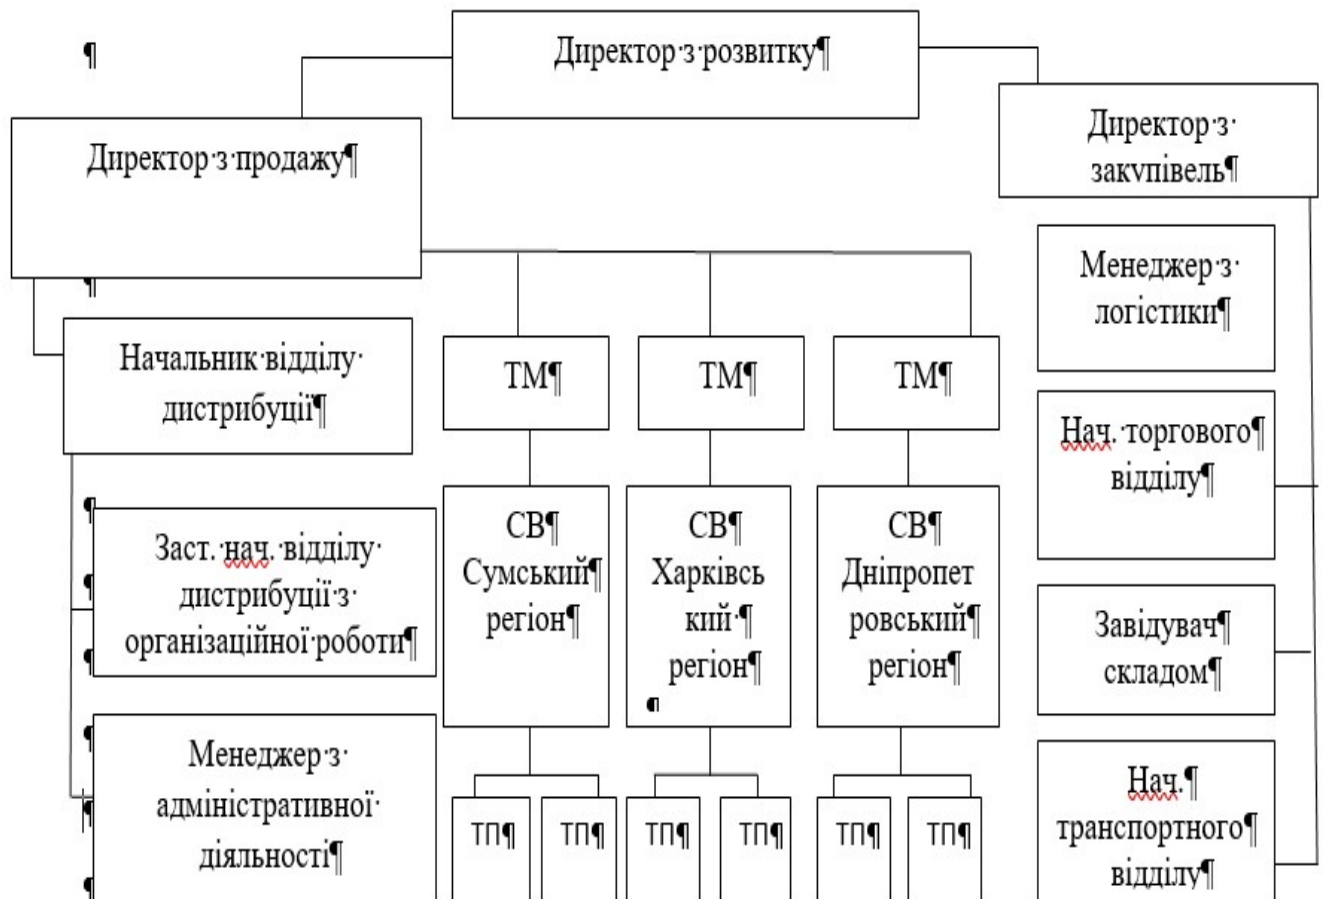 Директор з розвитку¶
¶
Директор з
закупівель¶
Директор з продажу¶
Менеджер з
логістики¶
¶
Начальник відділу
дистрибуції¶
ТМ¶
ТМ¶
ТМ¶
Нач. торгового¶
відділу¶
¶
Заст. нач. відділу
дистрибуції з
організаційної роботи¶
¶
¶
СВ¶
Сумський¶
регіон¶
СВ¶
Харківсь
кий ¶
регіон¶
¶
СВ¶
Дніпропет
ровський¶
регіон¶
Завідувач¶
складом¶
¶
Менеджер з
адміністративної
діяльності¶
¶
¶
ТП¶
ТП¶
ТП¶
ТП¶
ТП¶
ТП¶
Нач.¶
транспортного¶
відділу¶